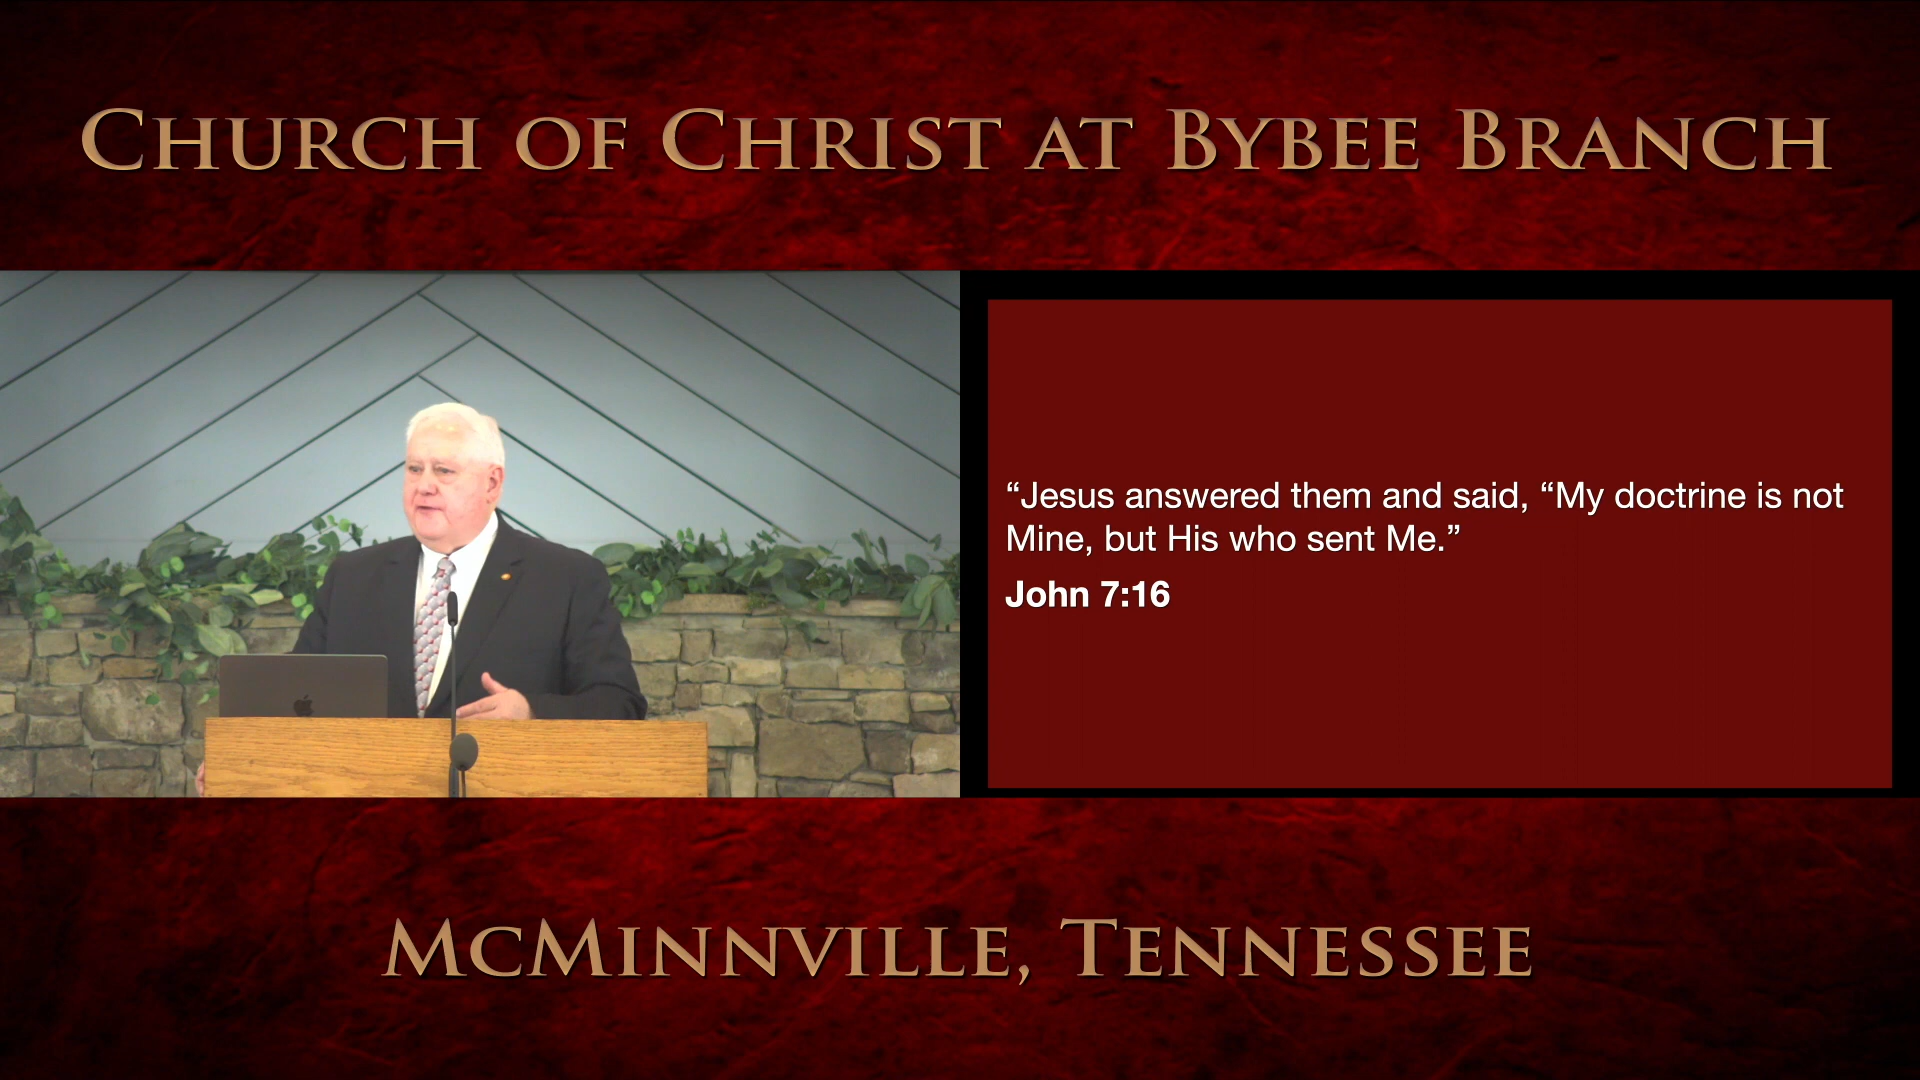 Church of Christ at Bybee Branch
“Jesus answered them and said, “My doctrine is not
Mine, but His who sent Me.”
John 7:16
McMinnville, Tennessee